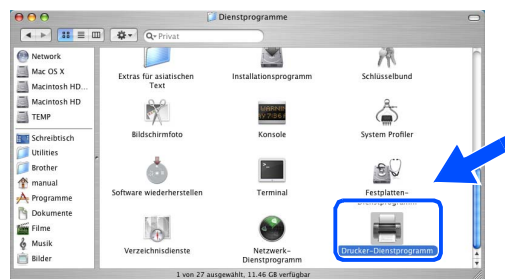 Dienstprogramme
Privat
Network
Mac OS X
Macintosh HD...
Macintosh HD
TEMP
Schreibtisch
Utilities
Brother
manual
Programme
Dokumente
Filme
Musik
Bilder
Extras für asiatischen
Text
Installationsprogramm
Schlüsselbund
Bildschirmfoto
Konsole
System Profiler
Software wiederherstellen
Terminal
Festplatten-
Dienstprogramm
Verzeichnisdienste
Netzwerk-
Dienstprogramm
Drucker-Dienstprogramm
1 von 27 ausgewählt, 11.46 GB verfügbar